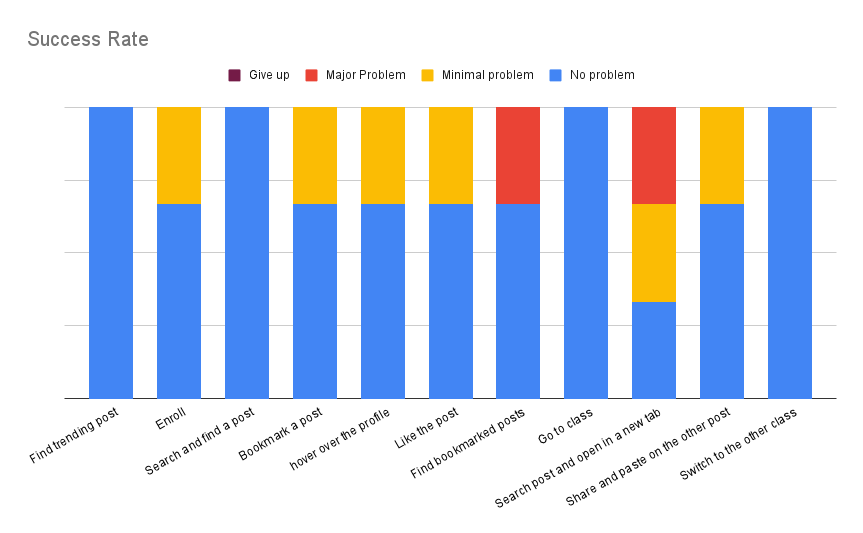 Success Rate
Give up
Major Problem
Minimal problem
No problem
Find trending post
Enroll
Search and find a post
Bookmark a post
hover over the profile
Like the post
Find bookmarked posts
Go to class
Search post and open in a new tab
Share and paste on the other post
Switch to the other class